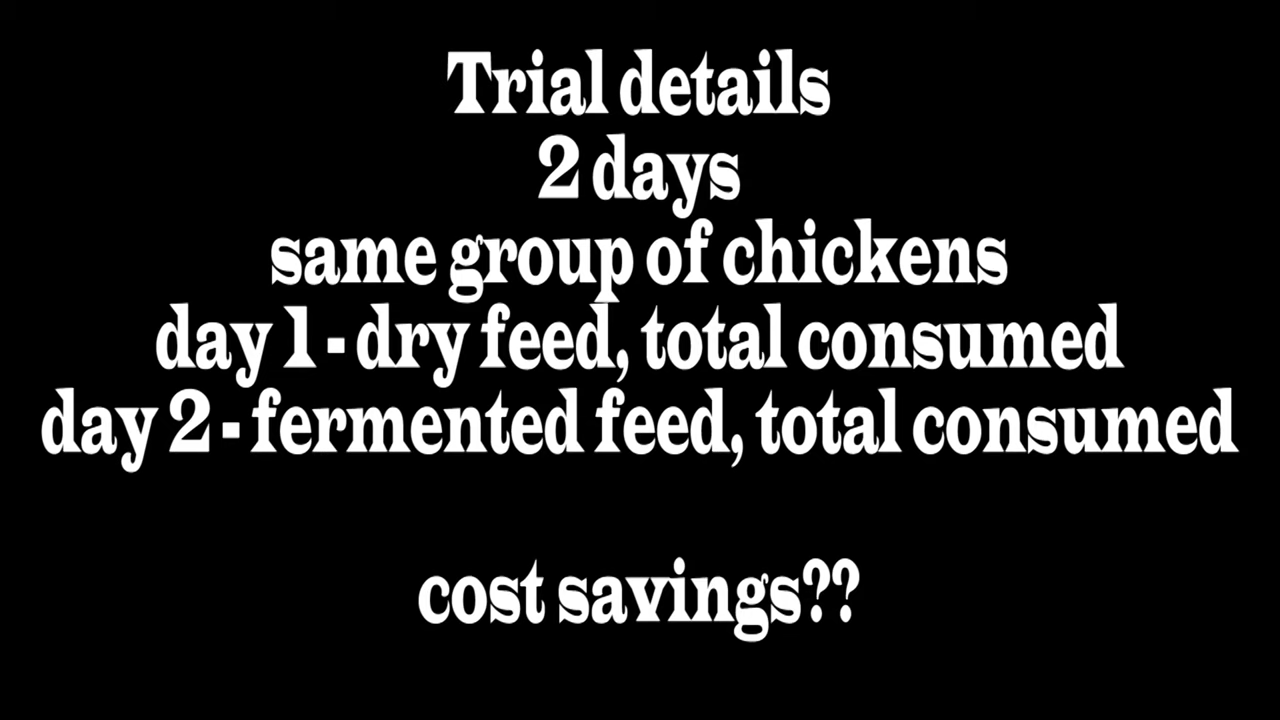 Trial details
2 days
same group of chickens
day 1 - dry feed, total consumed
day 2 - fermented feed, total consumed
cost savings??